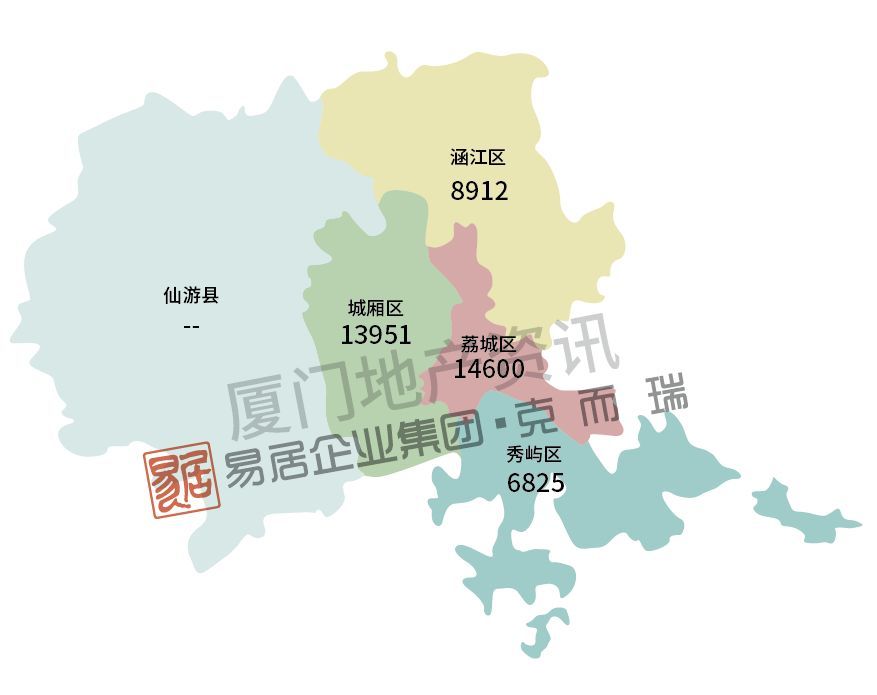 涵江区
8912
仙游县
--
城厢区
13951
荔城区
14600
厦门地产资讯
易居企业集团·克而瑞
易居
秀屿区
6825